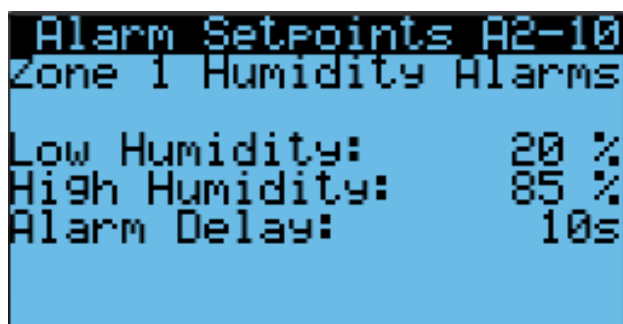 Alarm Setpoints A2-10
Zone 1 Humidity Alarms
Low Humidity: 20 %
High Humidity: 85 %
Alarm Delay: 10s